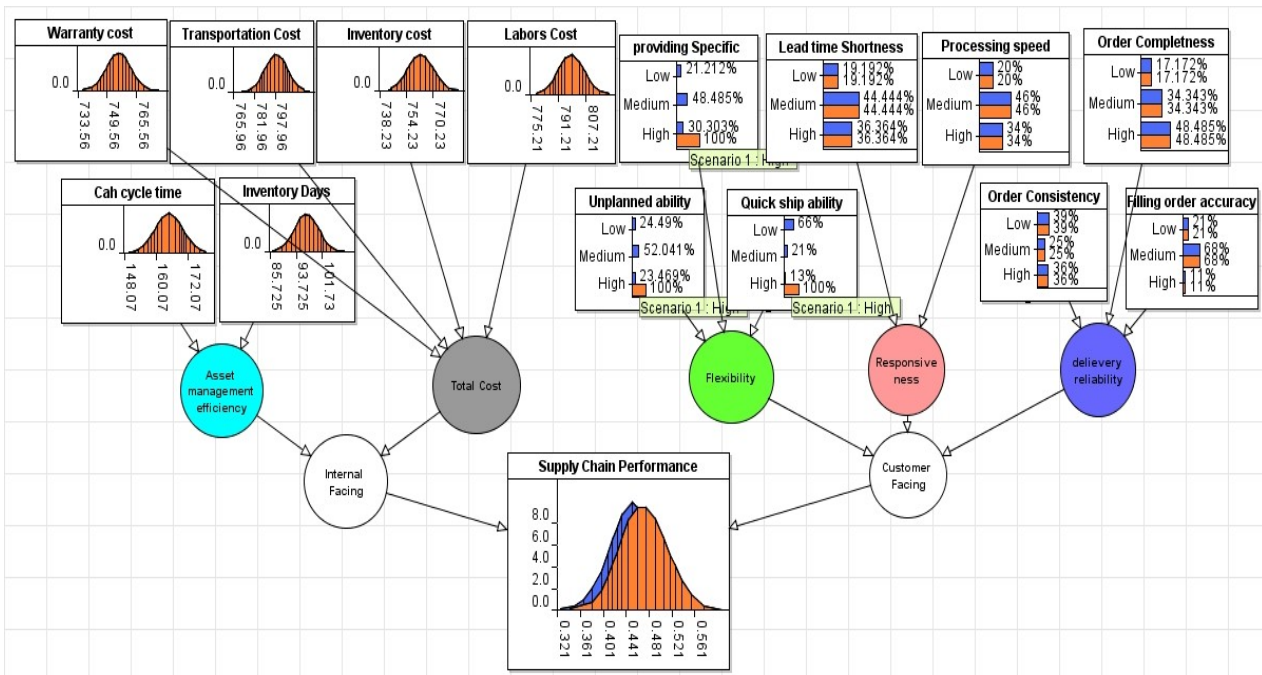 Warranty cost
0.0
733.56
749.56
765.56
Transportation Cost
0.0
765.96
781.96
797.96
Inventory cost
0.0
738.23
754.23
770.23
Labors Cost
0.0
775.21
791.21
807.21
providing Specific
Low
21.212%
Medium
48.485%
High
30.303%
100%
Scenario 1 : High
Lead time Shortness
Low
19.192%
19.192%
Medium
44.444%
44.444%
High
36.364%
36.364%
Processing speed
Low
20%
20%
Medium
46%
46%
High
34%
34%
Order Completness
Low
17.172%
17.172%
Medium
34.343%
34.343%
High
48.485%
48.485%
Cah cycle time
0.0
148.07
160.07
172.07
Inventory Days
0.0
85.725
93.725
101.73
Unplanned ability
Low
24.49%
Medium
52.041%
High
23.469%
100%
Scenario 1 : High
Quick ship ability
Low
66%
Medium
21%
High
13%
100%
Scenario 1 : High
Order Consistency
Low
39%
39%
Medium
25%
25%
High
36%
36%
Filling order accuracy
Low
21%
21%
Medium
68%
68%
High
11%
11%
Asset
management
efficiency
Total Cost
Flexibility
Responsive
ness
delievery
reliability
Internal
Facing
Customer
Facing
Supply Chain Performance
8.0
6.0
4.0
2.0
0.0
0.321
0.361
0.401
0.441
0.481
0.521
0.561